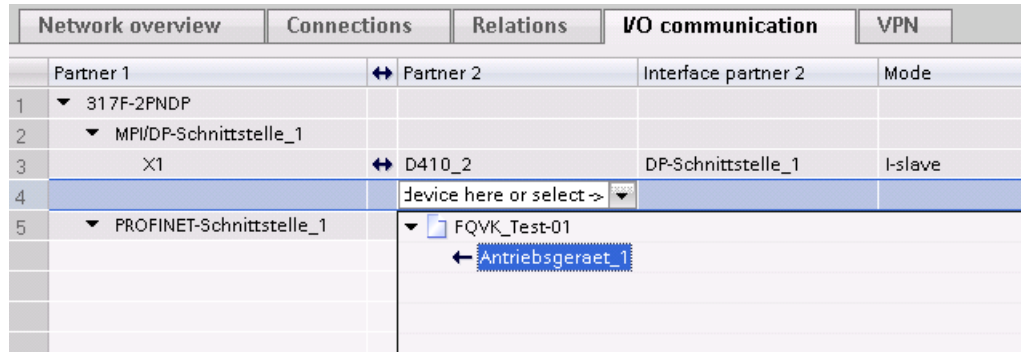 Network overview Connections Relations I/O communication VPN
Partner 1 Partner 2 Interface partner 2 Mode
1 317F-2PNDP
2 MPI/DP-Schnittstelle_1
3 X1 D410_2 DP-Schnittstelle_1 I-slave
4 device here or select ->
5 PROFINET-Schnittstelle_1 FQVK_Test-01
Antriebsgeraet_1